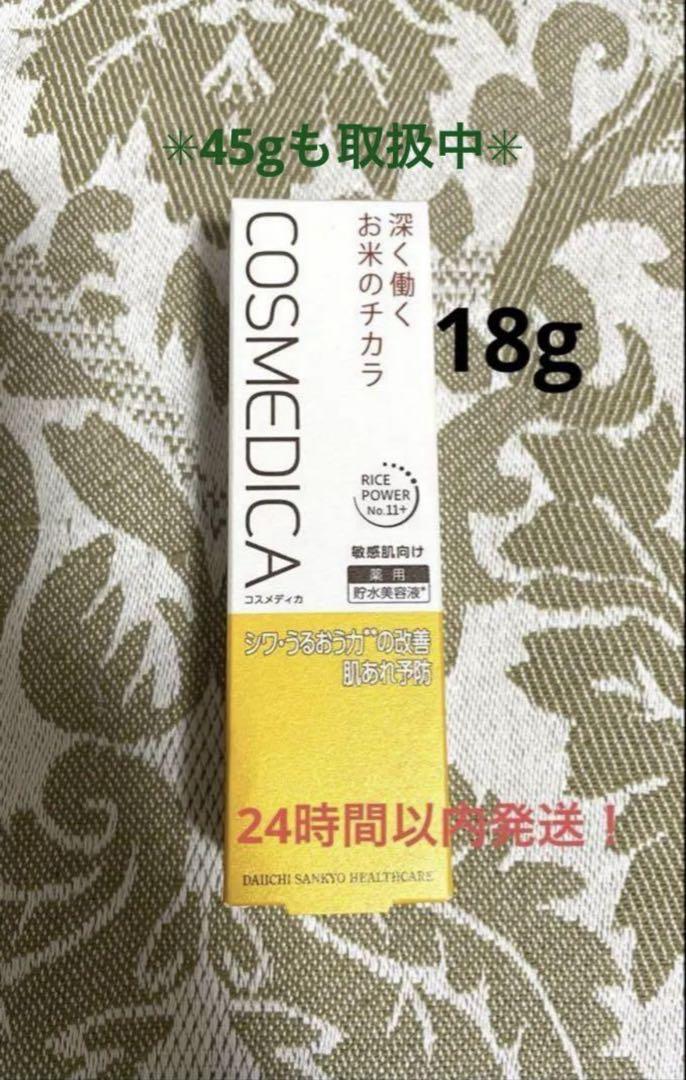 ✳45gも取扱中✳
深く働く
お米のチカラ
18g
COSMEDICA
コスメディカ
RICE
POWER
No.11+
敏感肌向け
薬用
貯水美容液*
シワ・うるおう力**の改善
肌あれ予防
24時間以内発送！
DAIICHI SANKYO HEALTHCARE